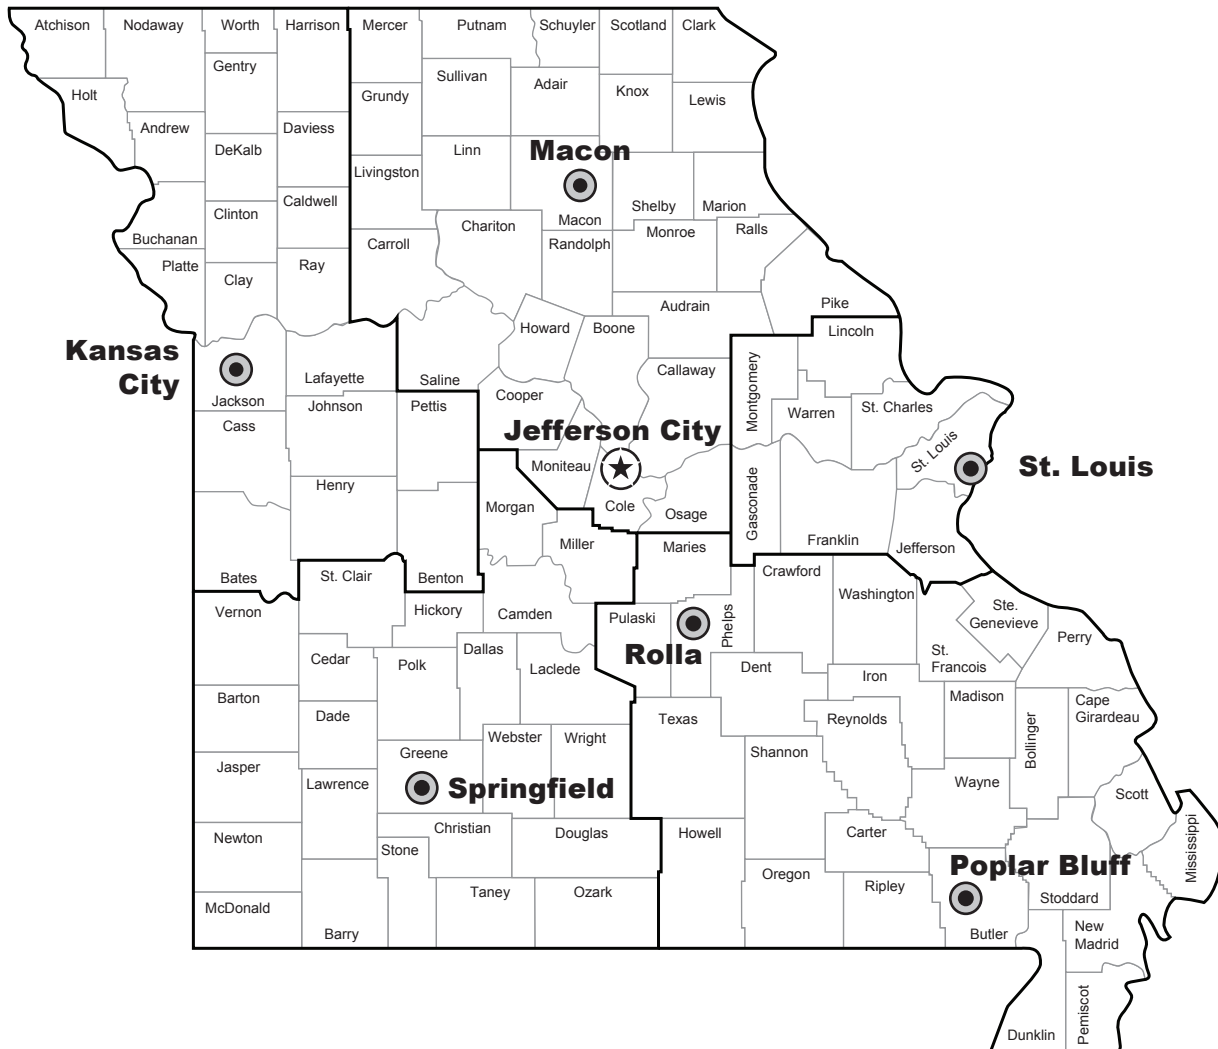 Atchison
Nodaway
Worth
Harrison
Mercer
Putnam
Schuyler
Scotland
Clark
Gentry
Sullivan
Adair
Knox
Lewis
Holt
Grundy
Andrew
Daviess
DeKalb
Linn
Macon
Livingston
Caldwell
Clinton
Shelby
Marion
Macon
Chariton
Monroe
Ralls
Buchanan
Carroll
Randolph
Platte
Clay
Ray
Audrain
Pike
Howard
Boone
Lincoln
Kansas
City
Jackson
Lafayette
Saline
Callaway
Montgomery
Cooper
Johnson
Pettis
Warren
St. Charles
Cass
Jefferson City
St. Louis
St. Louis
Moniteau
Henry
Morgan
Cole
Osage
Gasconade
Miller
Maries
Franklin
Jefferson
Bates
St. Clair
Benton
Crawford
Washington
Vernon
Hickory
Camden
Pulaski
Phelps
Ste.
Genevieve
Perry
Rolla
St.
Francois
Cedar
Polk
Dallas
Laclede
Dent
Iron
Barton
Madison
Cape
Girardeau
Dade
Texas
Reynolds
Bollinger
Greene
Webster
Wright
Shannon
Jasper
Lawrence
Springfield
Wayne
Scott
Mississippi
Newton
Christian
Douglas
Howell
Carter
Stone
Poplar Bluff
Oregon
Ripley
Taney
Ozark
Stoddard
McDonald
Barry
Butler
New
Madrid
Dunklin
Pemiscot